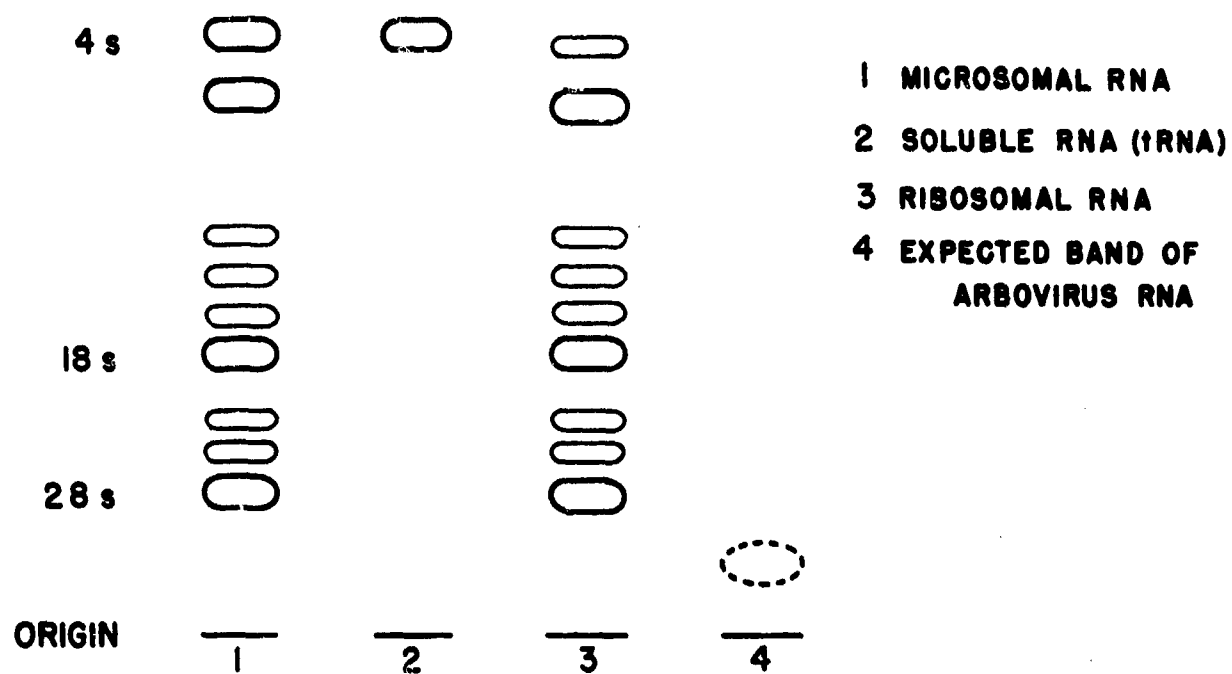 4 s
18 s
28 s
ORIGIN
1 2 3 4
1 MICROSOMAL RNA
2 SOLUBLE RNA (tRNA)
3 RIBOSOMAL RNA
4 EXPECTED BAND OF
ARBOVIRUS RNA